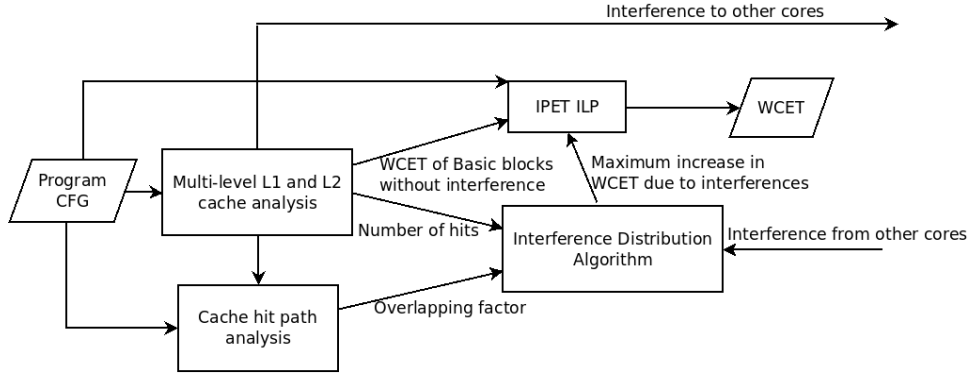 Interference to other cores
IPET ILP
WCET
Program
CFG
Multi-level L1 and L2
cache analysis
WCET of Basic blocks
without interference
Maximum increase in
WCET due to interferences
Number of hits
Interference Distribution
Algorithm
Interference from other cores
Cache hit path
analysis
Overlapping factor